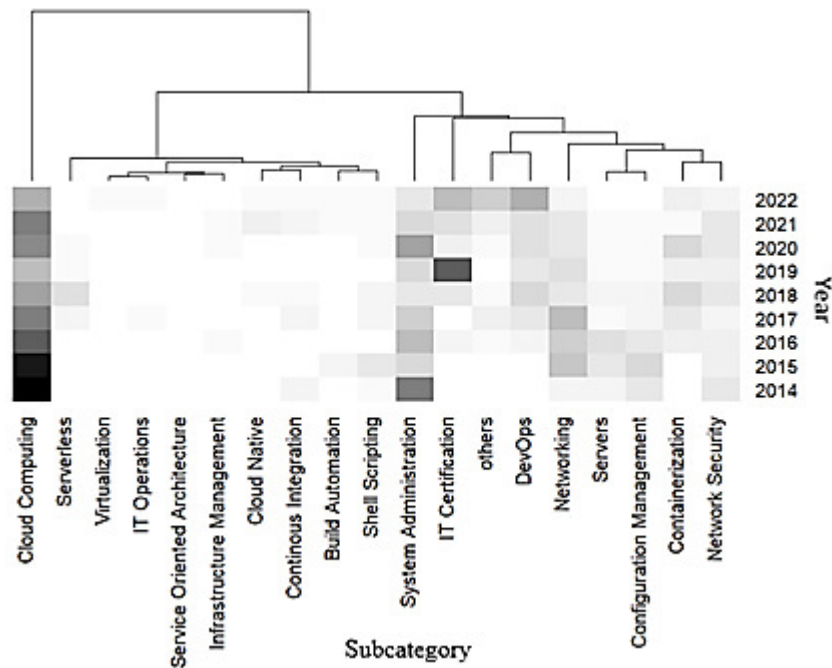 2022
2021
2020
2019
2018
2017
2016
2015
2014
Year
Cloud Computing
Serverless
Virtualization
IT Operations
Service Oriented Architecture
Infrastructure Management
Cloud Native
Continous Integration
Build Automation
Shell Scripting
System Administration
IT Certification
others
DevOps
Networking
Servers
Configuration Management
Containerization
Network Security
Subcategory